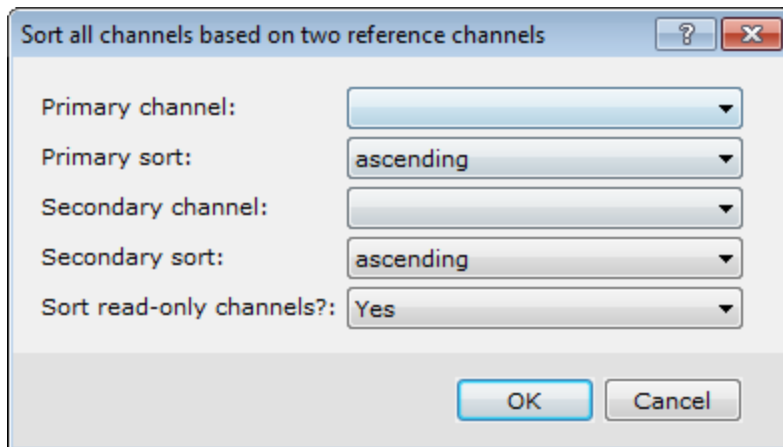 Sort all channels based on two reference channels
Primary channel:
Primary sort: ascending
Secondary channel:
Secondary sort: ascending
Sort read-only channels?: Yes
OK Cancel